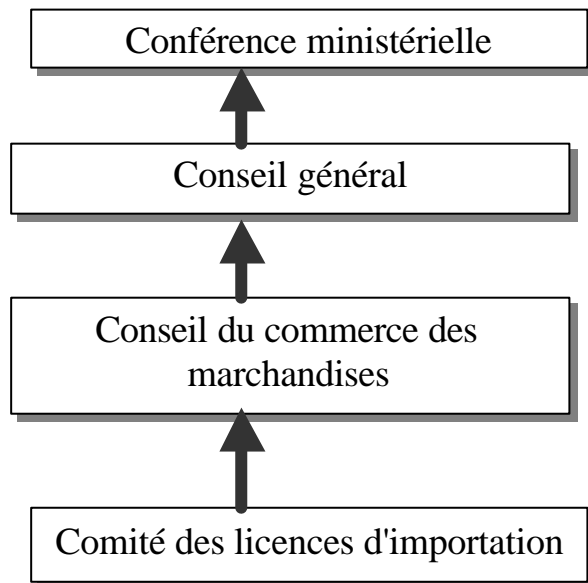 Conférence ministérielle
Conseil général
Conseil du commerce des
marchandises
Comité des licences d'importation